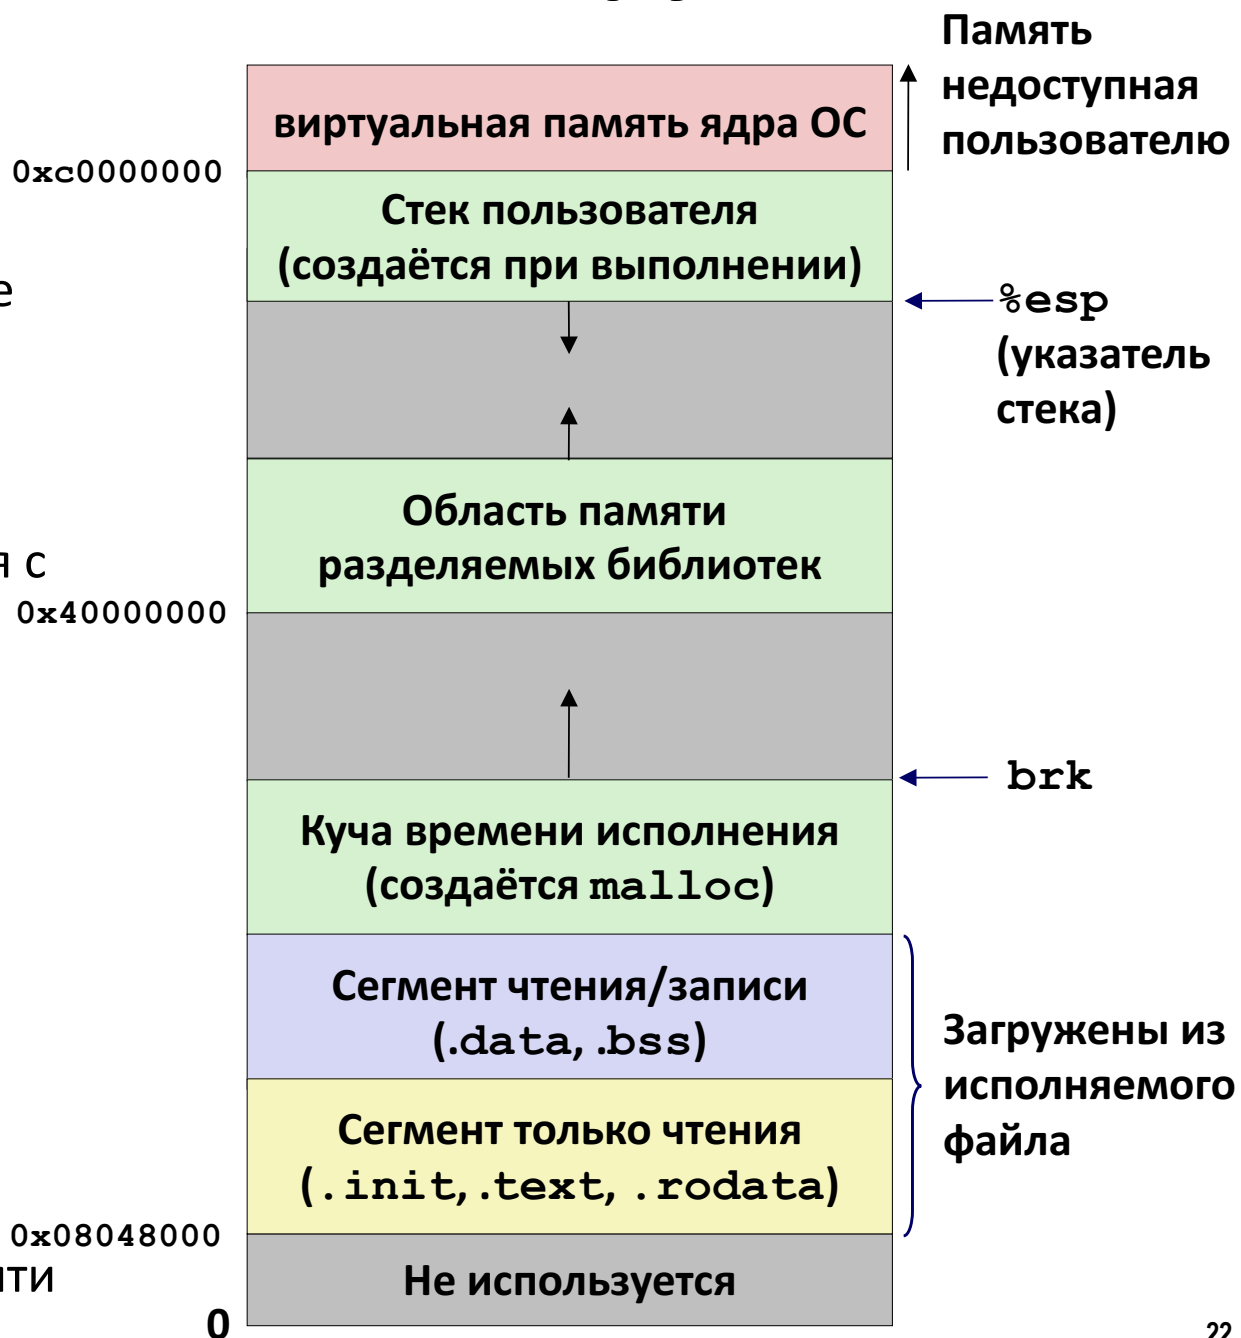 Память
недоступная
пользователю
виртуальная память ядра ОС
0xc0000000
Стек пользователя
(создаётся при выполнении)
е
%esp
(указатель
стека)
Область памяти
разделяемых библиотек
я с
0x40000000
brk
Куча времени исполнения
(создаётся malloc)
Сегмент чтения/записи
(.data, .bss)
Загружены из
исполняемого
файла
Сегмент только чтения
(.init, .text, .rodata)
0x08048000
яти
Не используется
0
22